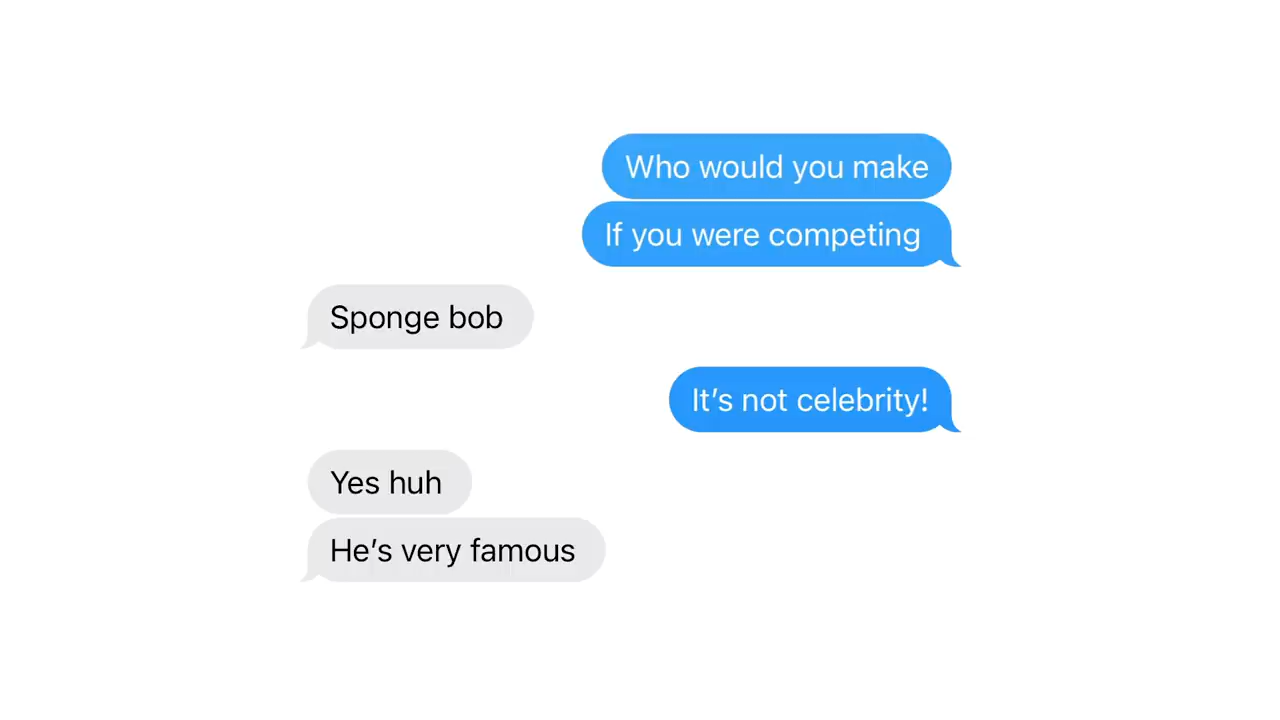 Who would you make
If you were competing
Sponge bob
It’s not celebrity!
Yes huh
He’s very famous